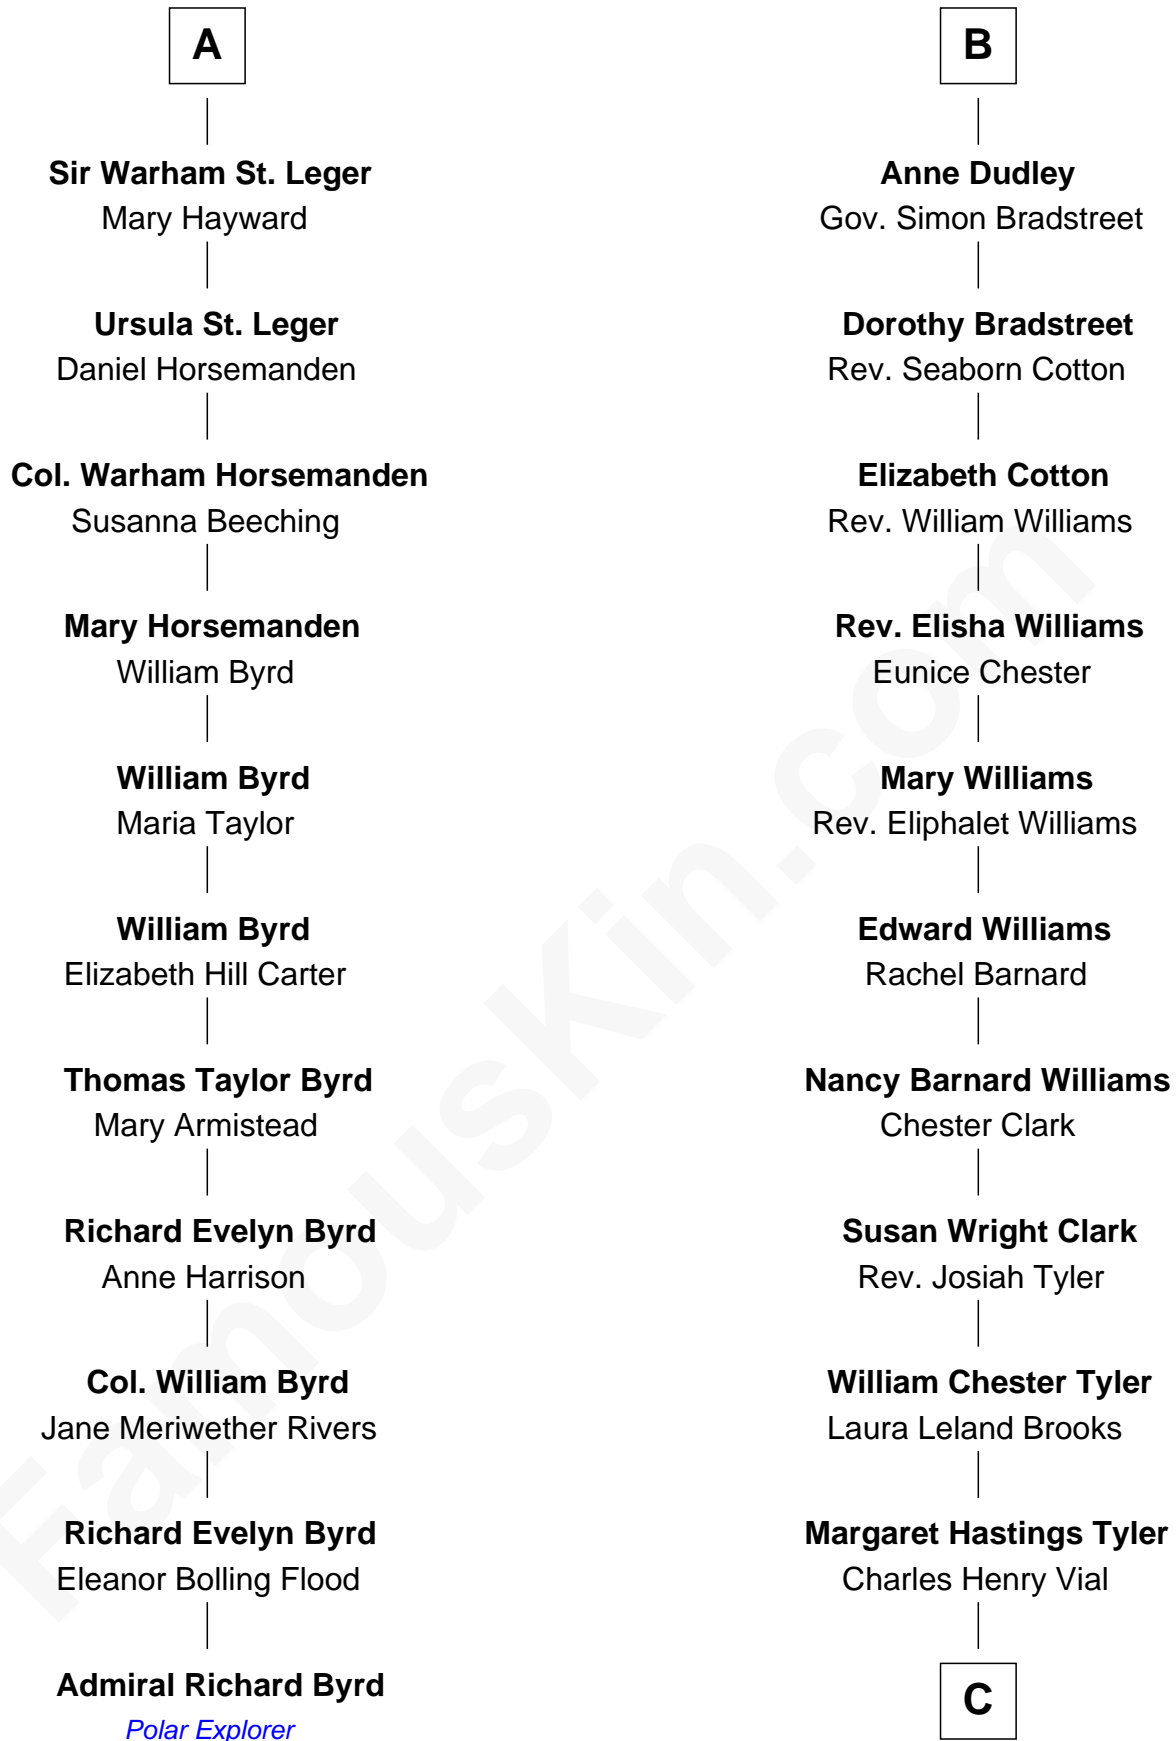 A
Sir Warham St. Leger
Mary Hayward
Ursula St. Leger
Daniel Horsemanden
Col. Warham Horsemanden
Susanna Beeching
Mary Horsemanden
William Byrd
William Byrd
Maria Taylor
William Byrd
Elizabeth Hill Carter
Thomas Taylor Byrd
Mary Armistead
Richard Evelyn Byrd
Anne Harrison
Col. William Byrd
Jane Meriwether Rivers
Richard Evelyn Byrd
Eleanor Bolling Flood
Admiral Richard Byrd
Polar Explorer
B
Anne Dudley
Gov. Simon Bradstreet
Dorothy Bradstreet
Rev. Seaborn Cotton
Elizabeth Cotton
Rev. William Williams
Rev. Elisha Williams
Eunice Chester
Mary Williams
Rev. Eliphalet Williams
Edward Williams
Rachel Barnard
Nancy Barnard Williams
Chester Clark
Susan Wright Clark
Rev. Josiah Tyler
William Chester Tyler
Laura Leland Brooks
Margaret Hastings Tyler
Charles Henry Vial
C
FamousKin.com